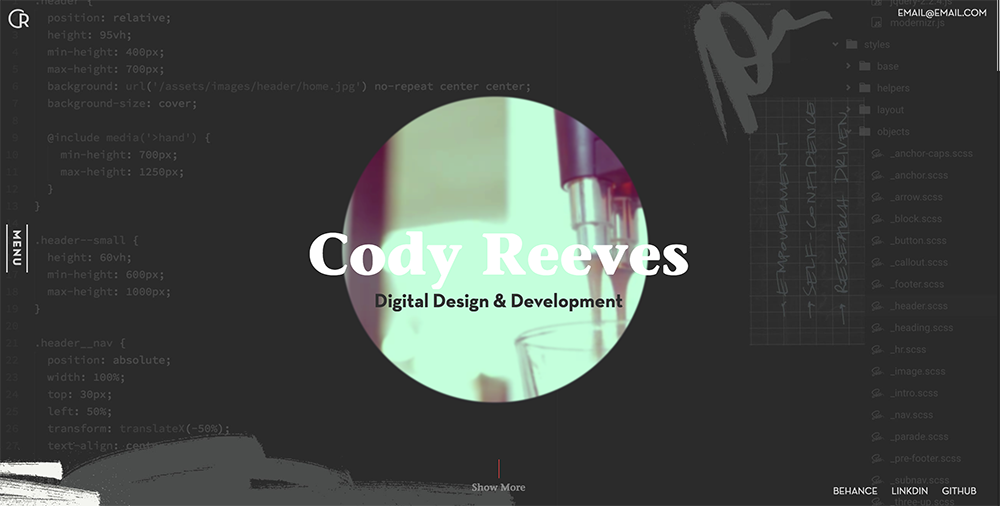 CR
EMAIL@EMAIL.COM
.header {
position: relative;
height: 95vh;
min-height: 400px;
max-height: 700px;
background: url('/assets/images/header/home.jpg') no-repeat center center;
background-size: cover;
@include media('>hand') {
min-height: 700px;
max-height: 1250px;
}
}
.header--small {
height: 60vh;
min-height: 600px;
max-height: 1000px;
}
.header__nav {
position: absolute;
width: 100%;
top: 30px;
left: 50%;
transform: translateX(-50%);
text-align:
MENU
Cody Reeves
Digital Design & Development
Show More
→ EMPOWERMENT
→ SELF-CONFIDENCE
→ RESEARCH DRIVEN
modernizr.js
styles
base
helpers
layout
objects
_anchor-caps.scss
_anchor.scss
_arrow.scss
_block.scss
_button.scss
_callout.scss
_footer.scss
_header.scss
_heading.scss
_hr.scss
_image.scss
_intro.scss
_nav.scss
_parade.scss
_pre-footer.scss
_subnav.scss
_three-up.scss
BEHANCE LINKDIN GITHUB